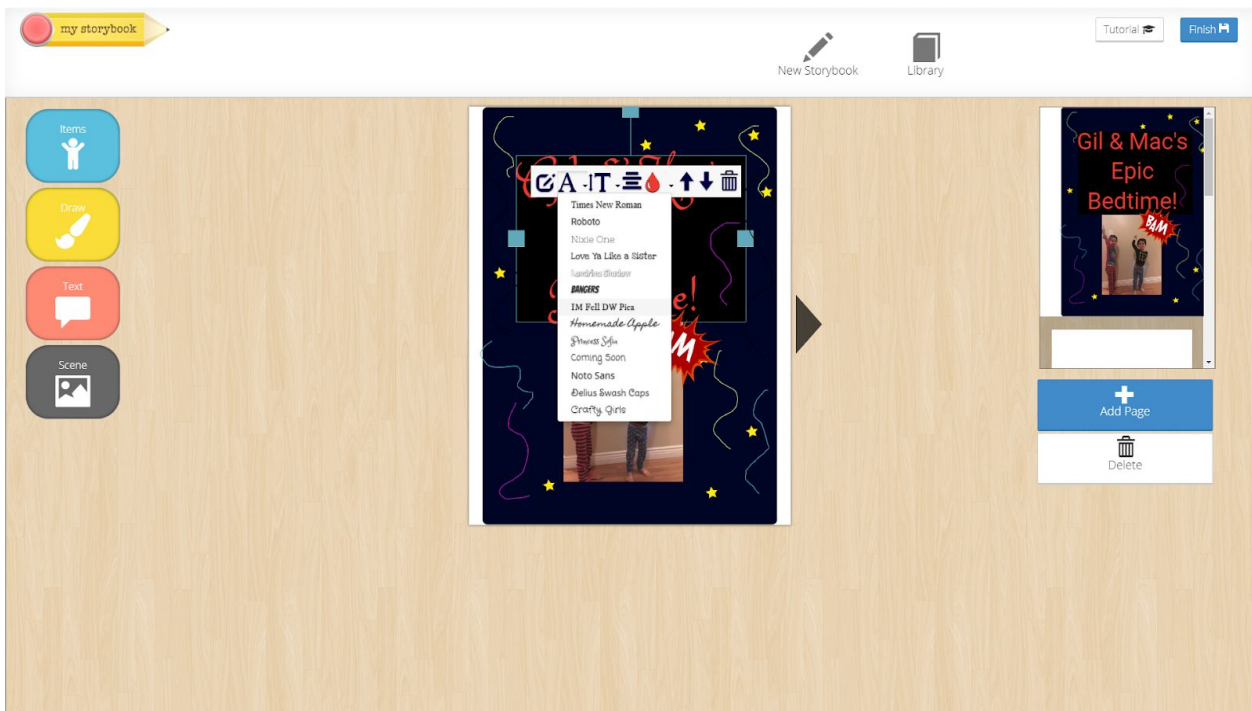 my storybook
Tutorial
Finish
New Storybook
Library
Items
Draw
Text
Scene
A
T
Times New Roman
Roboto
Nixie One
Love Ya Like a Sister
Londrina Shadow
BANGERS
IM Fell DW Pica
Homemade Apple
Princess Sofia
Coming Soon
Noto Sans
Delius Swash Caps
Crafty Girls
e!
Gil & Mac's
Epic
Bedtime!
BAM
Add Page
Delete